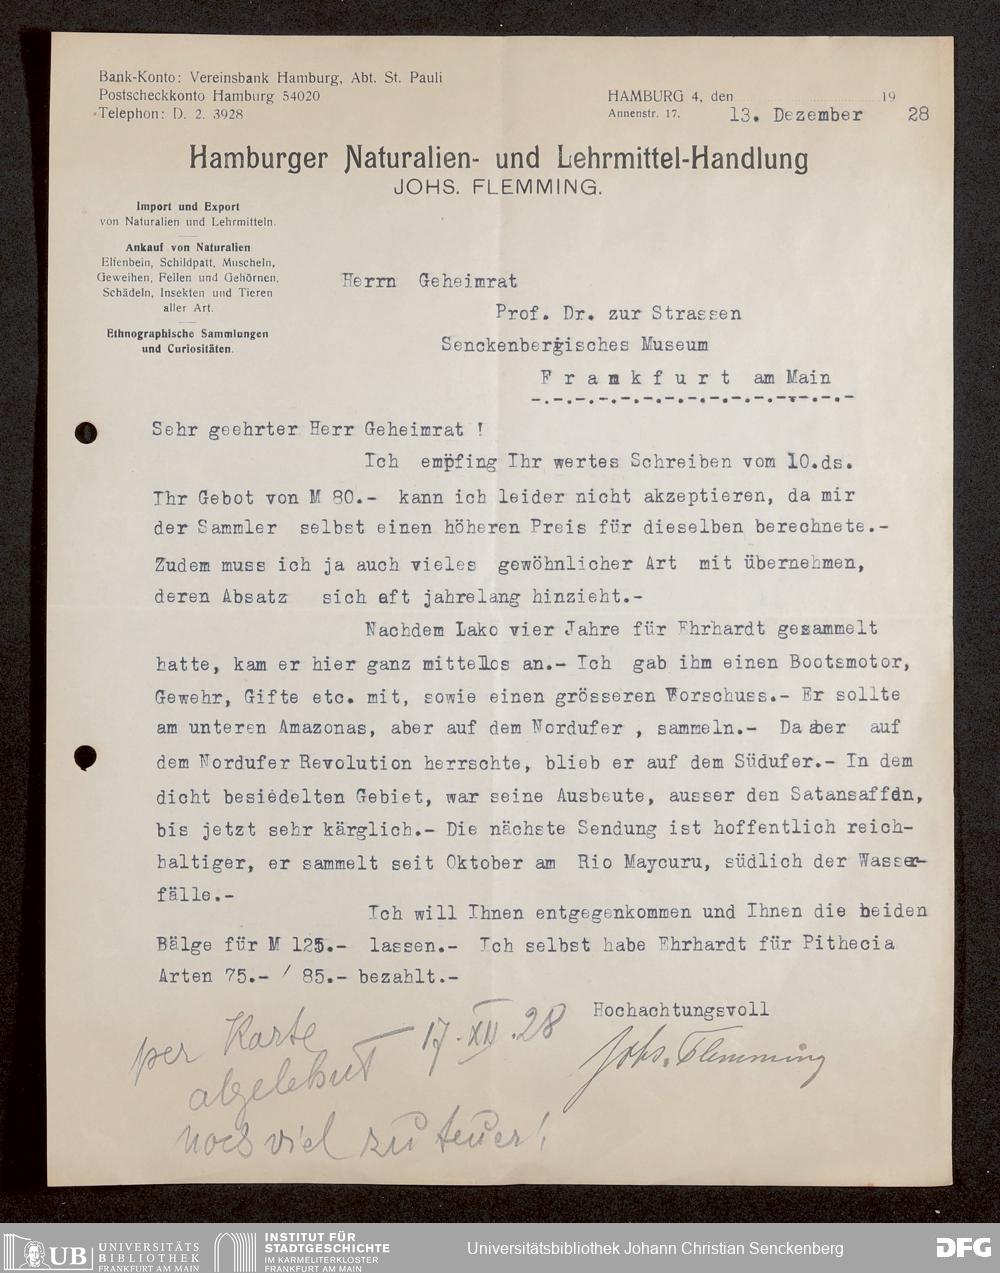 Bank-Konto: Vereinsbank Hamburg, Abt. St. Pauli
Postscheckkonto Hamburg 54020
Telephon: D. 2. 3928
HAMBURG 4, den 19
Annenstr. 17.
13. Dezember 28
Hamburger Naturalien- und Lehrmittel-Handlung
JOHS. FLEMMING.
Import und Export
von Naturalien und Lehrmitteln.
Ankauf von Naturalien
Elfenbein, Schildpatt, Muscheln,
Geweihen, Fellen und Gehörnen,
Schädeln, Insekten und Tieren
aller Art.
Ethnographische Sammlungen
und Curiositäten.
Herrn Geheimrat
Prof. Dr. zur Strassen
Senckenbergisches Museum
F r a n k f u r t am Main
-.-.-.-.-.-.-.-.-.-.-.-.-.-.-
Sehr geehrter Herr Geheimrat !
Ich empfing Ihr wertes Schreiben vom 10.ds.
Ihr Gebot von M 80.- kann ich leider nicht akzeptieren, da mir
der Sammler selbst einen höheren Preis für dieselben berechnete.-
Zudem muss ich ja auch vieles gewöhnlicher Art mit übernehmen,
deren Absatz sich oft jahrelang hinzieht.-
Nachdem Lako vier Jahre für Ehrhardt gesammelt
hatte, kam er hier ganz mittellos an.- Ich gab ihm einen Bootsmotor,
Gewehr, Gifte etc. mit, sowie einen grösseren Vorschuss.- Er sollte
am unteren Amazonas, aber auf dem Nordufer , sammeln.- Da aber auf
dem Nordufer Revolution herrschte, blieb er auf dem Südufer.- In dem
dicht besiedelten Gebiet, war seine Ausbeute, ausser den Satansaffen,
bis jetzt sehr kärglich.- Die nächste Sendung ist hoffentlich reich-
haltiger, er sammelt seit Oktober am Rio Maycuru, südlich der Wasser-
fälle.-
Ich will Ihnen entgegenkommen und Ihnen die beiden
Bälge für M 125.- lassen.- Ich selbst habe Ehrhardt für Pithecia
Arten 75.- / 85.- bezahlt.-
Hochachtungsvoll
Johs. Flemming
per Karte
abgelehnt – 17.XII.28
noch viel zu teuer!
UB UNIVERSITÄTS
BIBLIOTHEK
FRANKFURT AM MAIN
INSTITUT FÜR
STADTGESCHICHTE
IM KARMELITERKLOSTER
FRANKFURT AM MAIN
Universitätsbibliothek Johann Christian Senckenberg
DFG